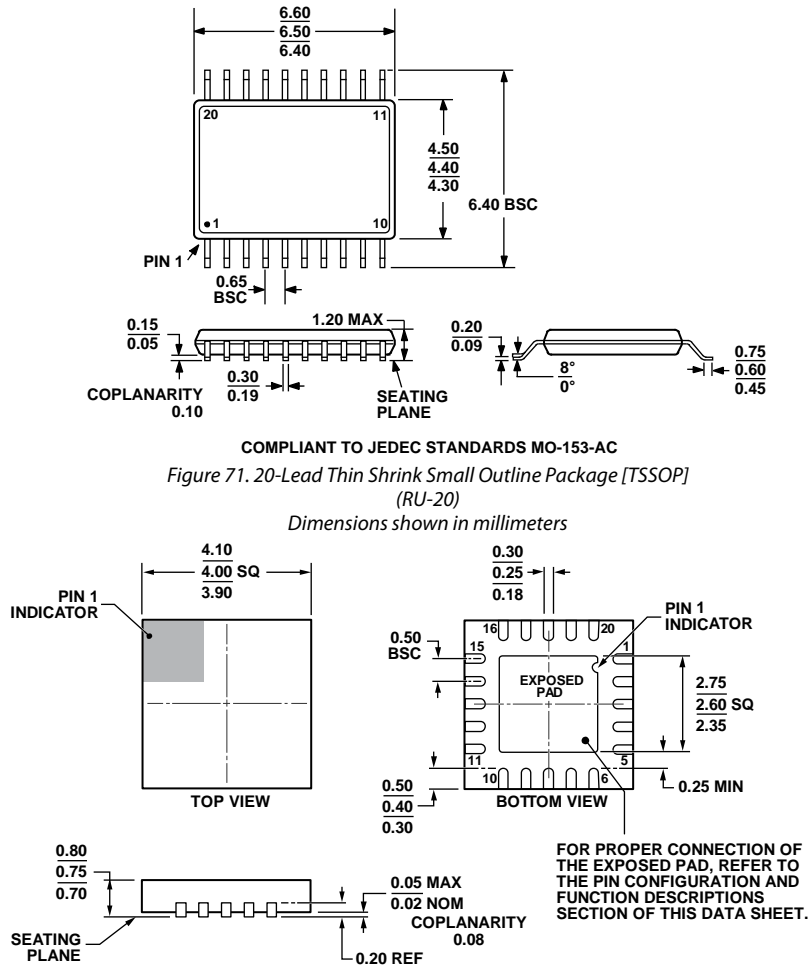 6.60
6.50
6.40
20
11
4.50
4.40
4.30
6.40 BSC
1
10
PIN 1
0.65
BSC
0.15
0.05
1.20 MAX
0.20
0.09
0.75
0.60
0.45
8°
0°
COPLANARITY
0.10
0.30
0.19
SEATING
PLANE
COMPLIANT TO JEDEC STANDARDS MO-153-AC
Figure 71. 20-Lead Thin Shrink Small Outline Package [TSSOP]
(RU-20)
Dimensions shown in millimeters
4.10
4.00 SQ
3.90
PIN 1
INDICATOR
TOP VIEW
0.30
0.25
0.18
PIN 1
INDICATOR
16
20
15
1
0.50
BSC
EXPOSED
PAD
2.75
2.60 SQ
2.35
11
5
10
6
0.50
0.40
0.30
BOTTOM VIEW
0.25 MIN
FOR PROPER CONNECTION OF
THE EXPOSED PAD, REFER TO
THE PIN CONFIGURATION AND
FUNCTION DESCRIPTIONS
SECTION OF THIS DATA SHEET.
0.80
0.75
0.70
0.05 MAX
0.02 NOM
COPLANARITY
0.08
SEATING
PLANE
0.20 REF